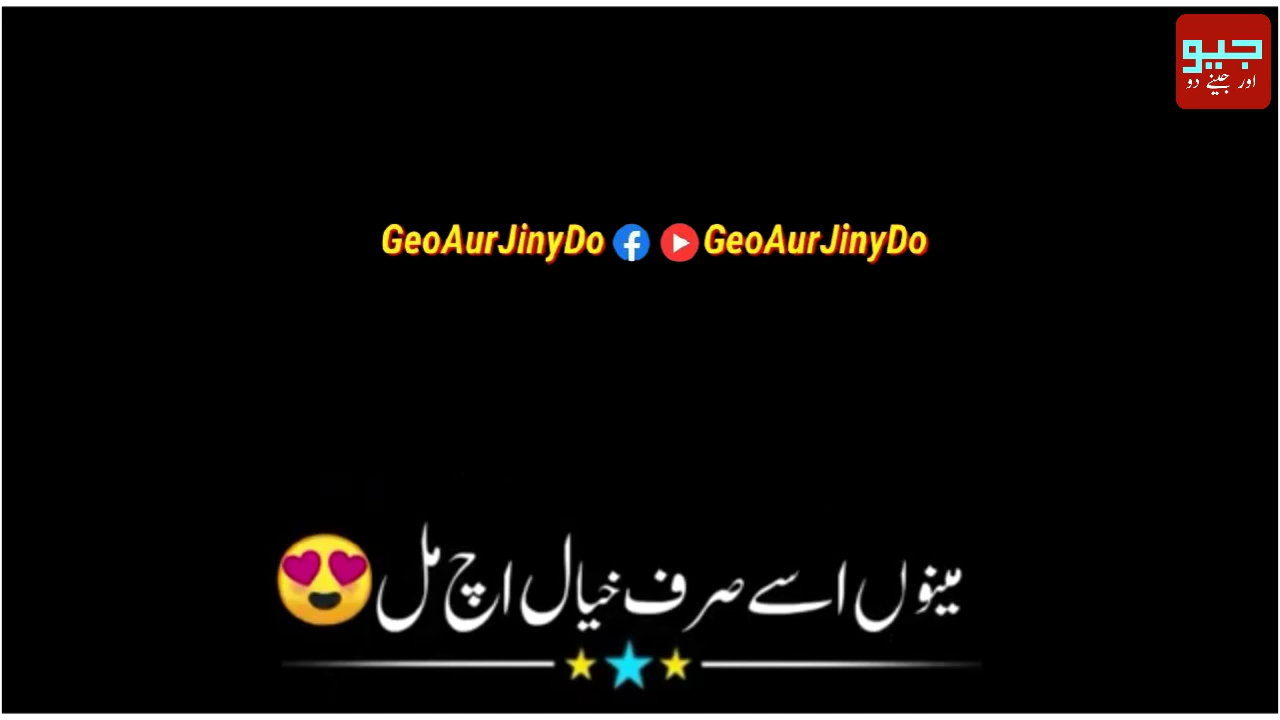 جیو
اور جینے دو
GeoAurJinyDo GeoAurJinyDo
مینوں اسے صرف خیال اچ مل